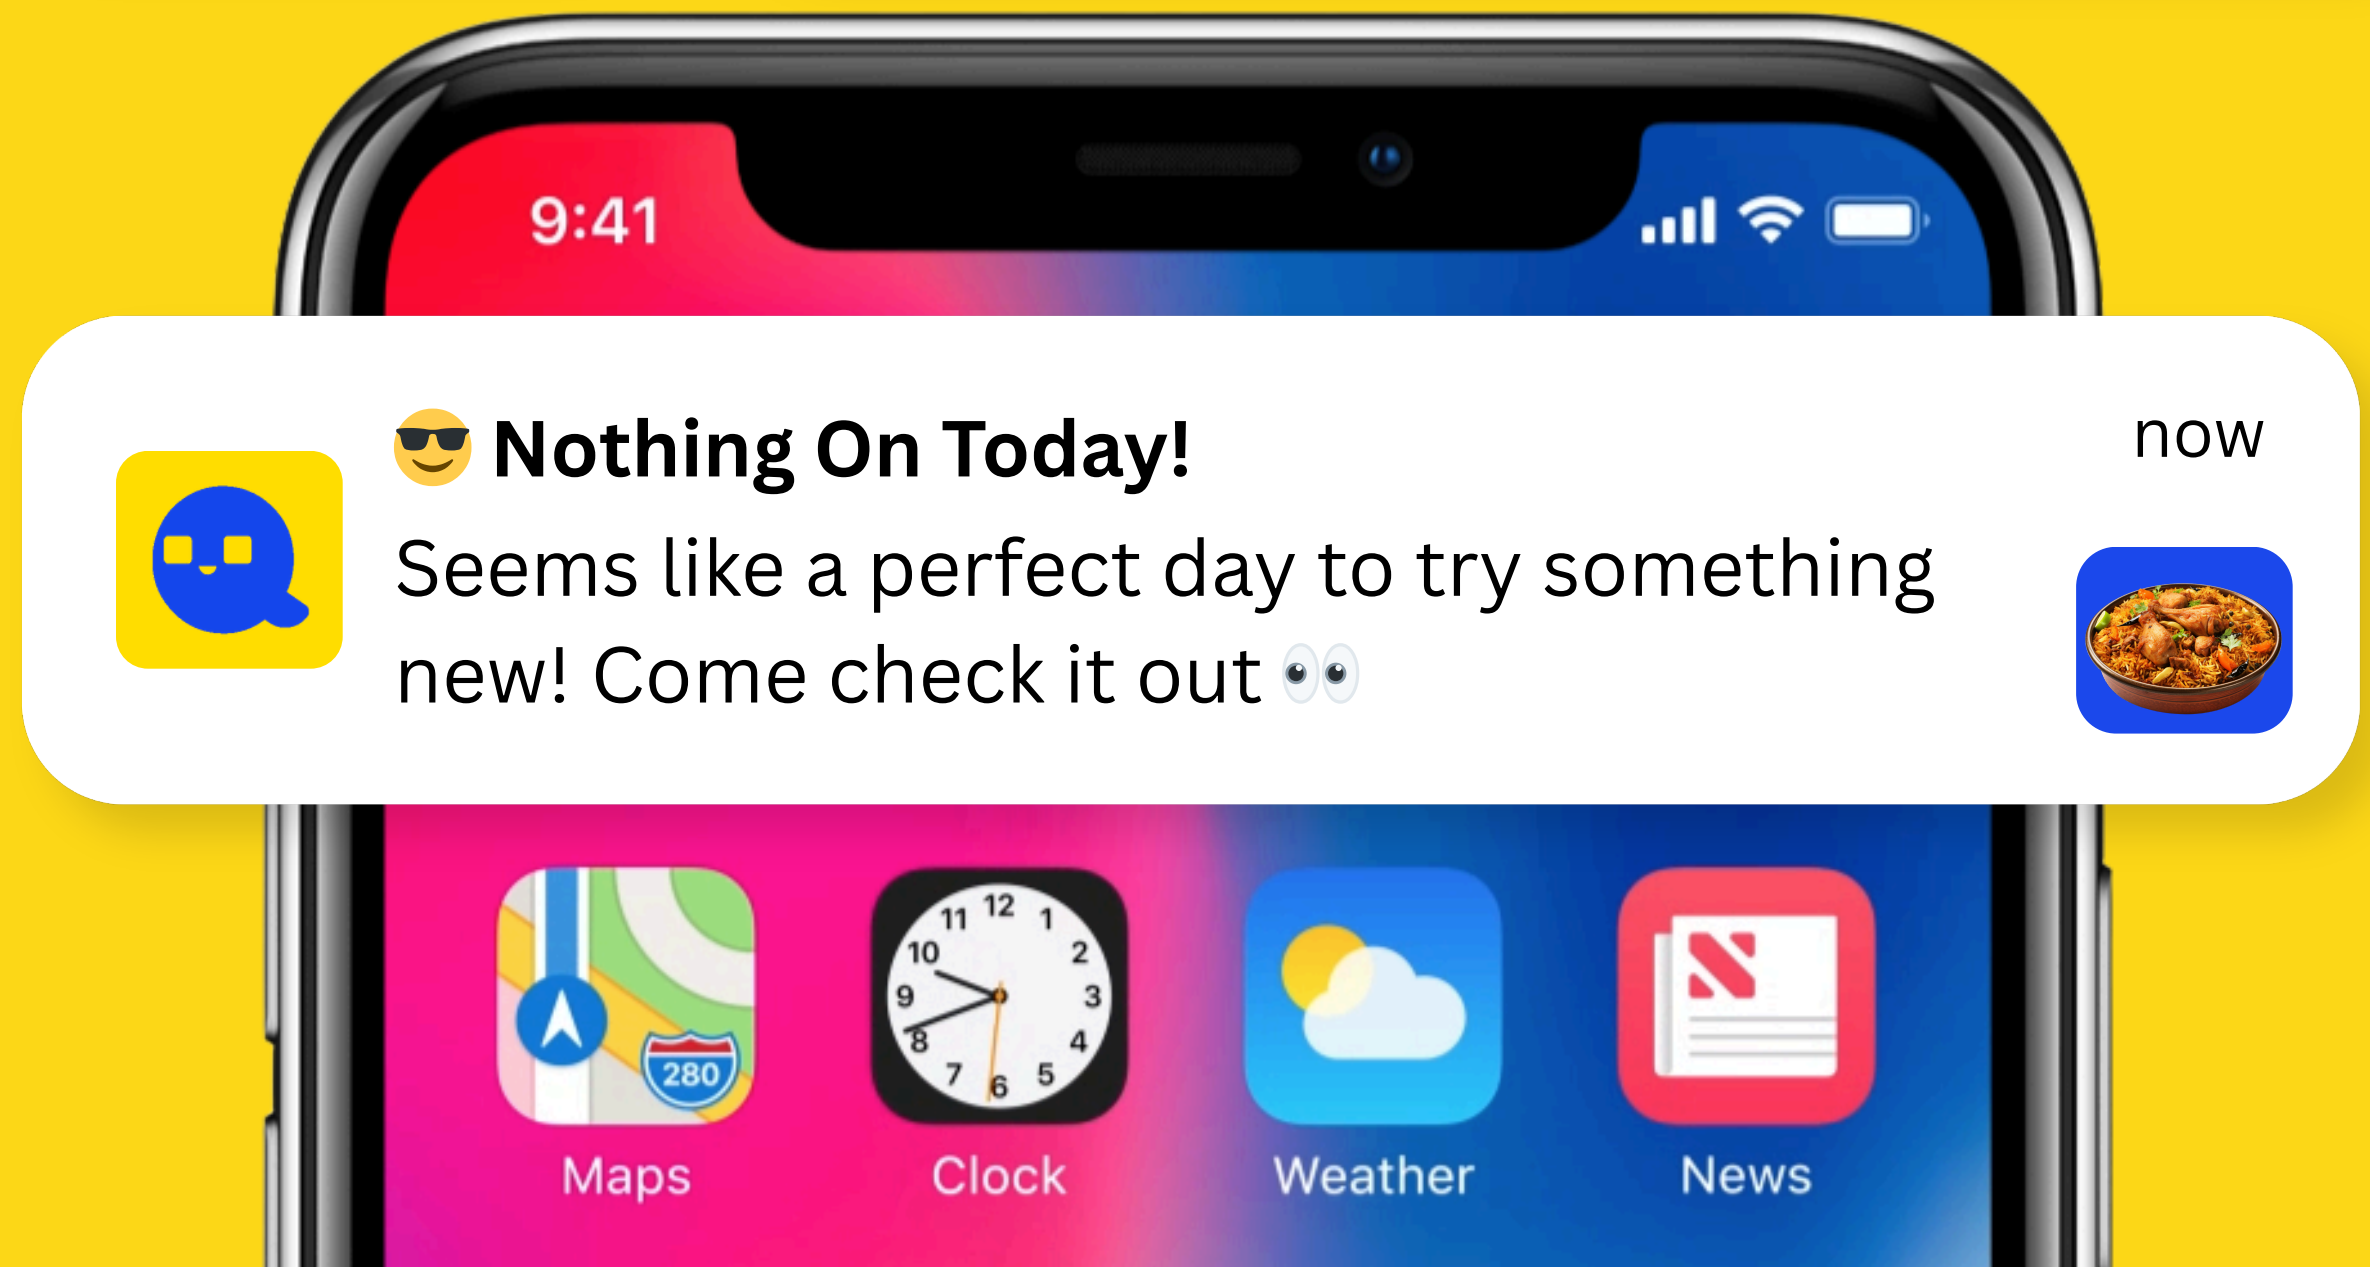 9:41
😎 Nothing On Today!
now
Seems like a perfect day to try something
new! Come check it out 👀
12
11 1
10 2
9 3
8 4
7 5
6
280
Maps Clock Weather News